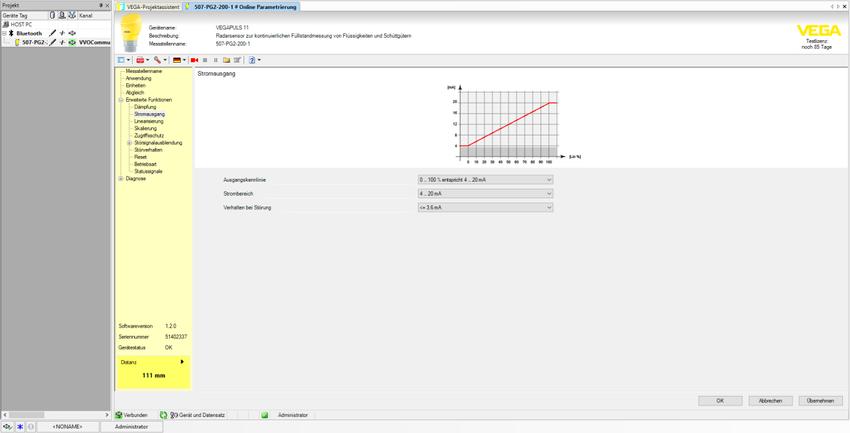 Projekt
Geräte Tag
Kanal
HOST PC
Bluetooth
507-PG2-
VVOCommu
VEGA-Projektassistent
507-PG2-200-1 # Online Parametrierung
Gerätename:
VEGAPULS 11
Beschreibung:
Radarsensor zur kontinuierlichen Füllstandmessung von Flüssigkeiten und Schüttgütern
Messstellenname:
507-PG2-200-1
VEGA
Testlizenz:
noch 85 Tage
Messstellenname
Anwendung
Einheiten
Abgleich
Erweiterte Funktionen
Dämpfung
Stromausgang
Linearisierung
Skalierung
Zugriffsschutz
Störsignalausblendung
Störverhalten
Reset
Betriebsart
Statussignale
Diagnose
Softwareversion 1.2.0
Seriennummer 51402337
Gerätestatus OK
Distanz
111 mm
Stromausgang
[mA]
20
16
12
8
4
0 10 20 30 40 50 60 70 80 90 100
[Lin %]
Ausgangskennlinie
0 .. 100 % entspricht 4 .. 20 mA
Strombereich
4 .. 20 mA
Verhalten bei Störung
<= 3.6 mA
OK
Abbrechen
Übernehmen
Verbunden
Gerät und Datensatz
Administrator
<NONAME>
Administrator